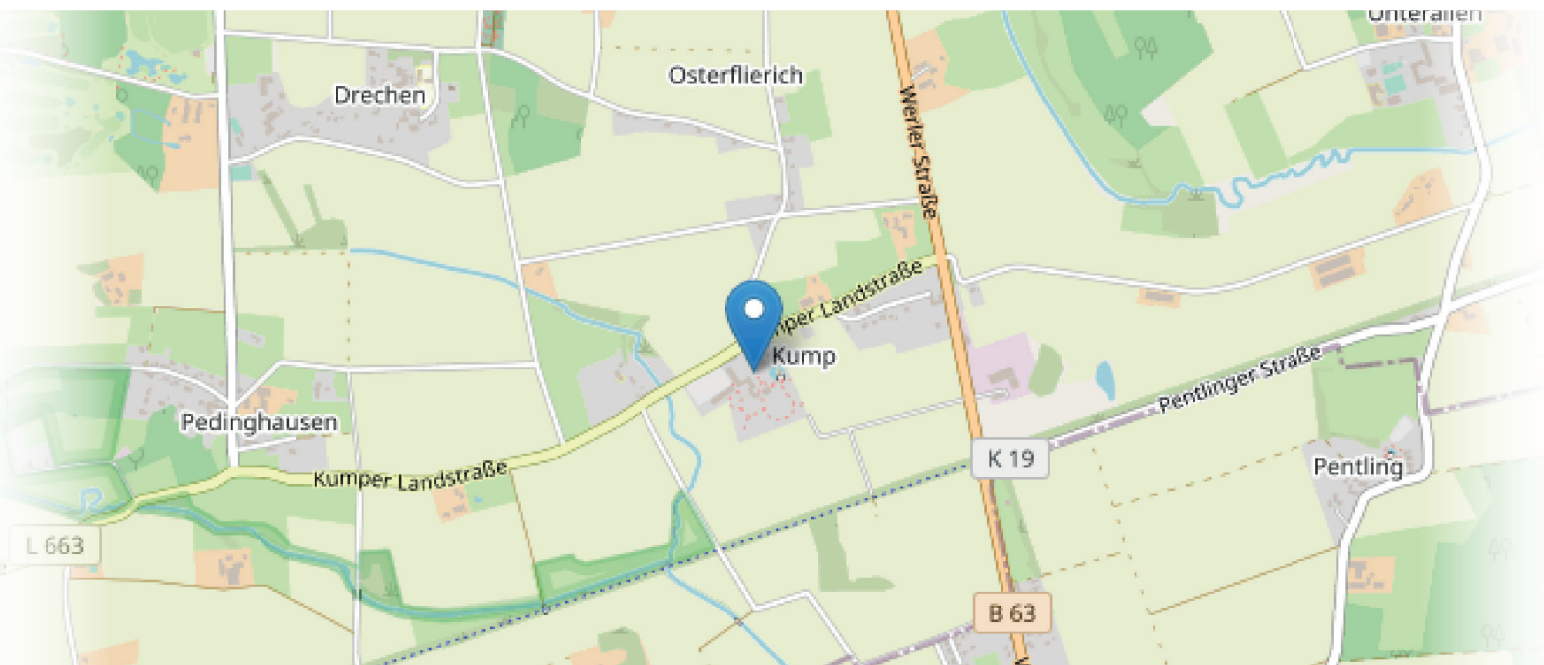 Unterallen
Osterflierich
Drechen
Werler Straße
Kumper Landstraße
Kump
Pentlinger Straße
Pedinghausen
K 19
Pentling
Kumper Landstraße
L 663
B 63